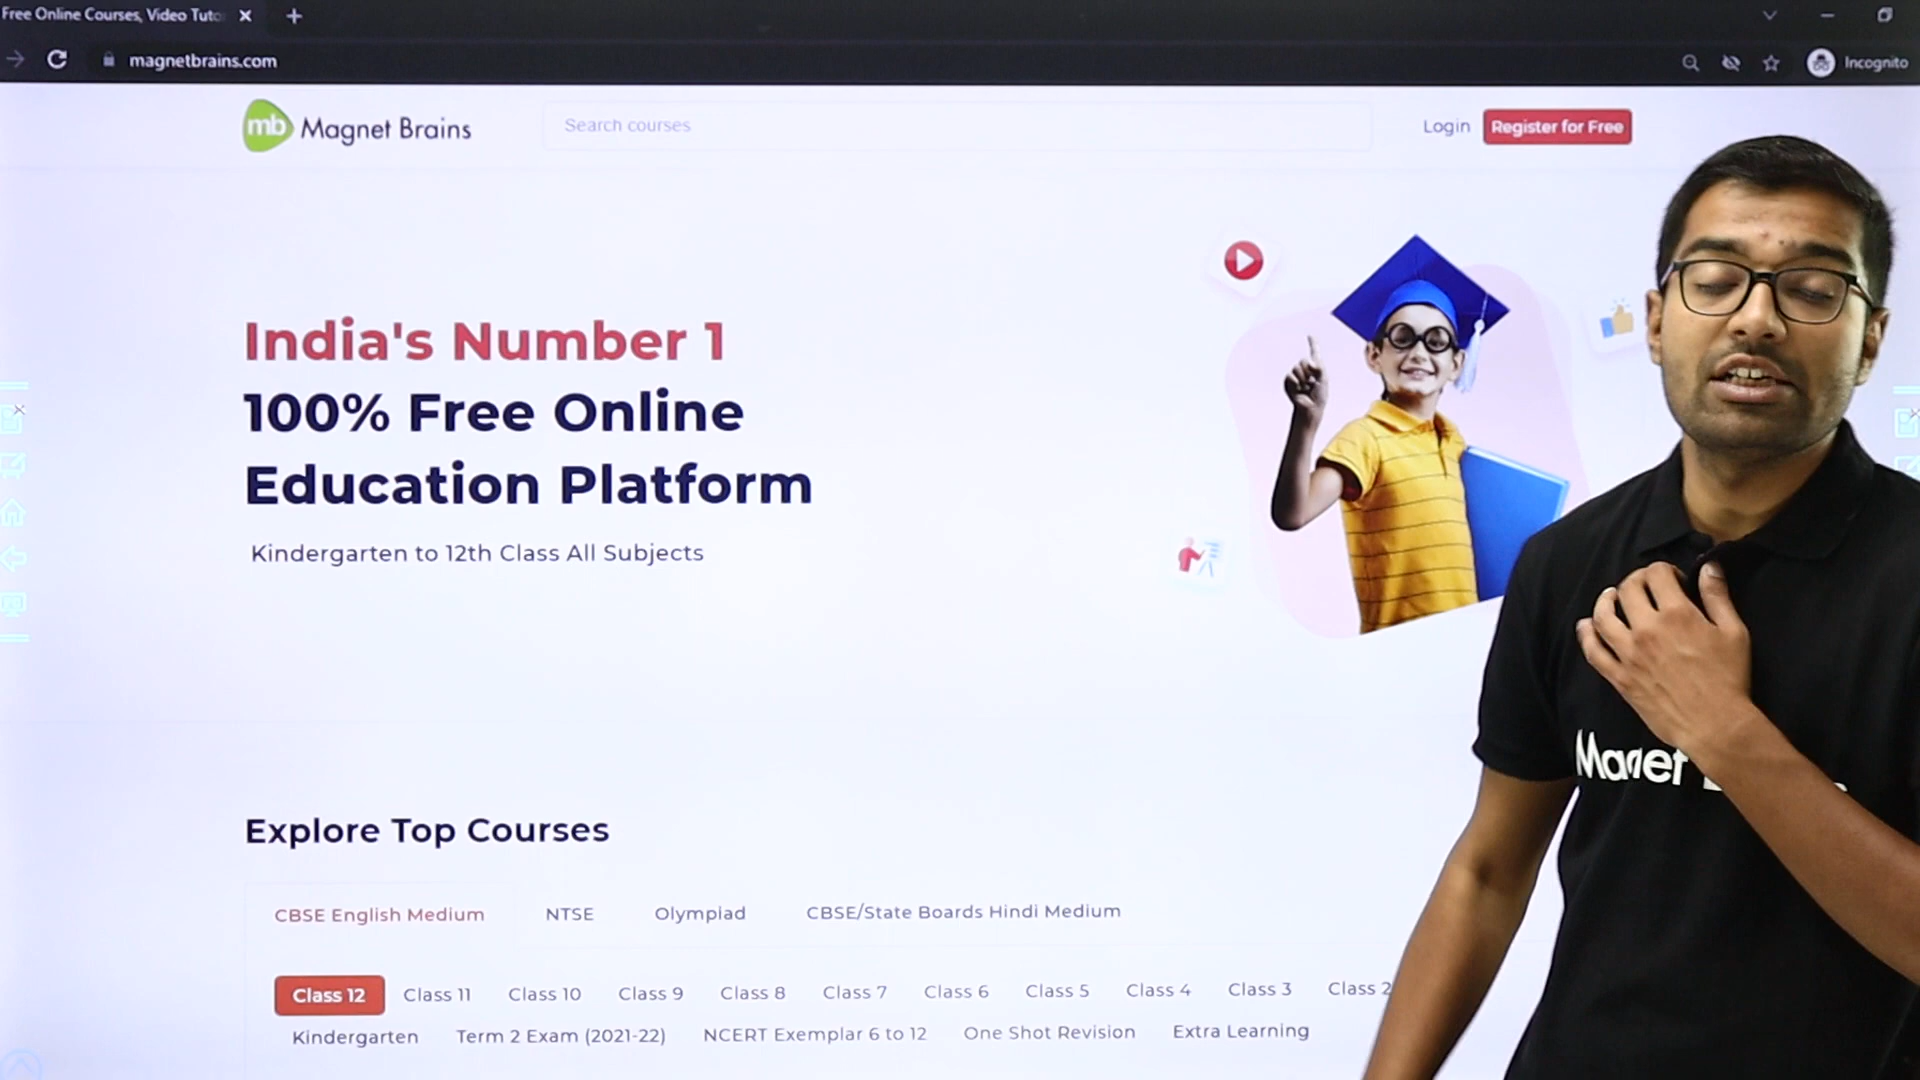 Free Online Courses, Video Tuto
magnetbrains.com
Incognito
mb Magnet Brains
Search courses
Login
Register for Free
India's Number 1
100% Free Online
Education Platform
Kindergarten to 12th Class All Subjects
Magnet
Explore Top Courses
CBSE English Medium NTSE Olympiad CBSE/State Boards Hindi Medium
Class 12 Class 11 Class 10 Class 9 Class 8 Class 7 Class 6 Class 5 Class 4 Class 3 Class 2
Kindergarten Term 2 Exam (2021-22) NCERT Exemplar 6 to 12 One Shot Revision Extra Learning